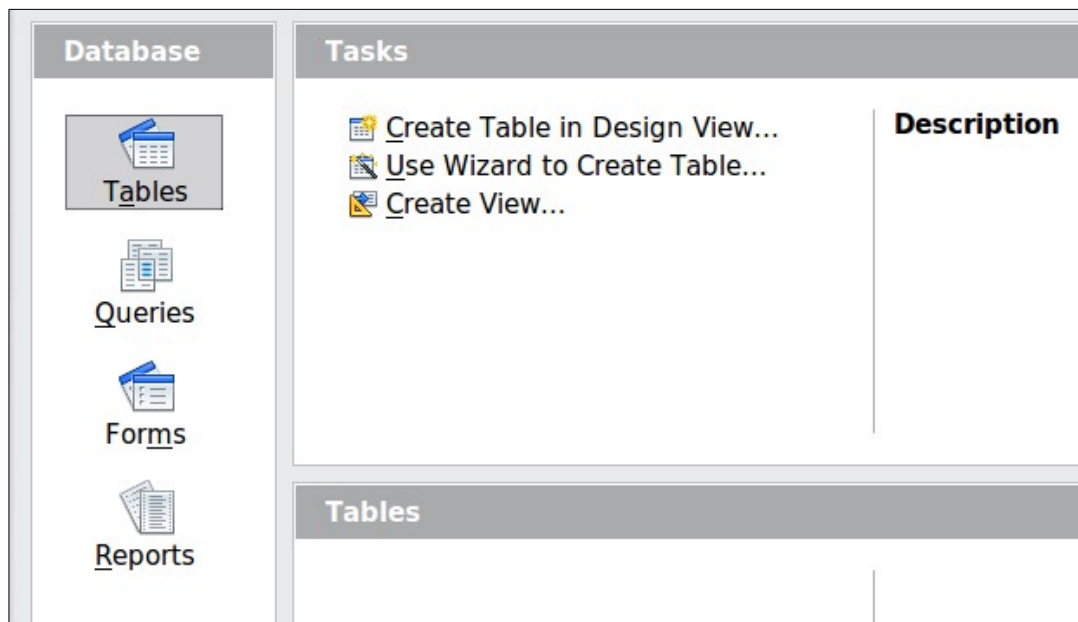 Database
Tables
Queries
Forms
Reports
Tasks
Create Table in Design View...
Use Wizard to Create Table...
Create View...
Description
Tables